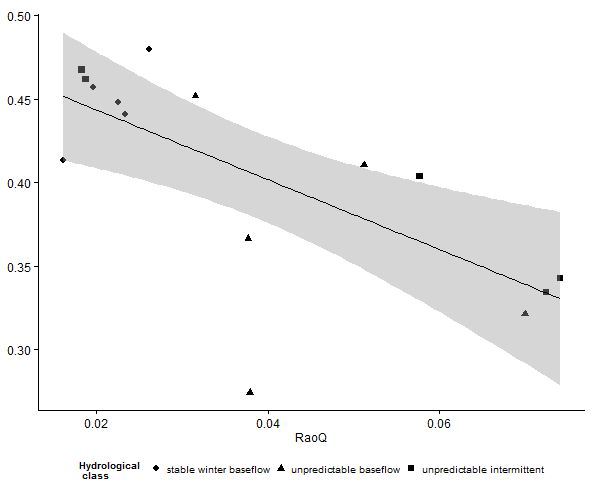 0.50
0.45
0.40
0.35
0.30
0.02 0.04 0.06
RaoQ
Hydrological
class
stable winter baseflow unpredictable baseflow unpredictable intermittent